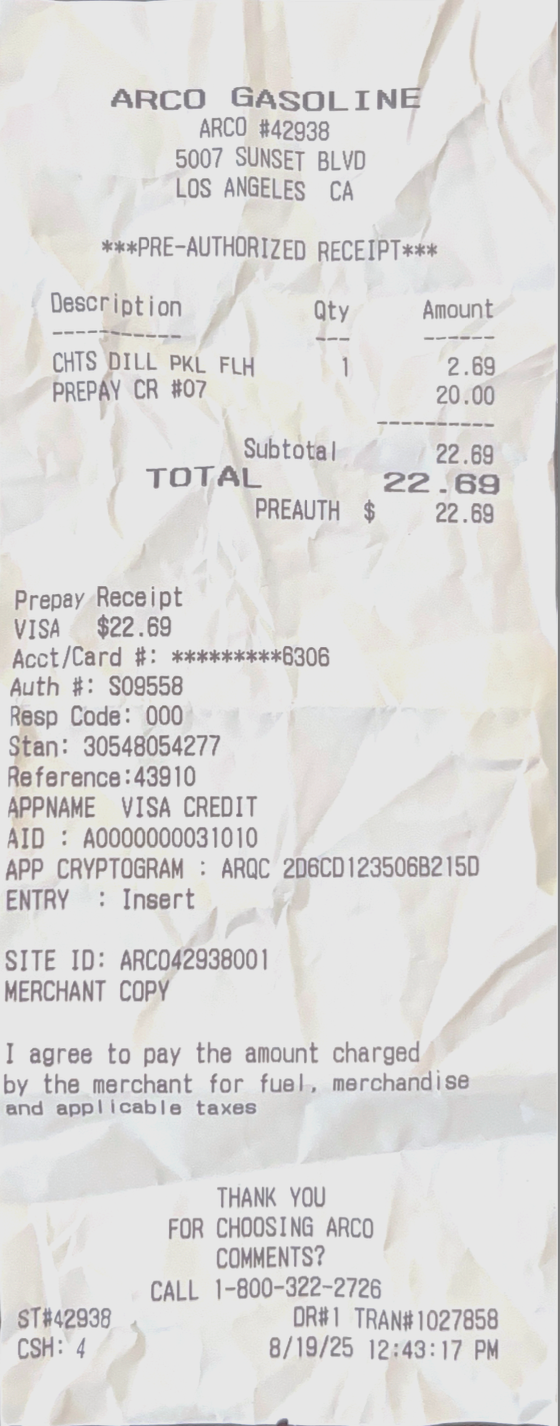 ARCO GASOLINE
ARCO #42938
5007 SUNSET BLVD
LOS ANGELES CA
***PRE-AUTHORIZED RECEIPT***
Description Qty Amount
----------- --- ------
CHTS DILL PKL FLH 1 2.69
PREPAY CR #07 20.00
----------
Subtotal 22.69
TOTAL 22.69
PREAUTH $ 22.69
Prepay Receipt
VISA $22.69
Acct/Card #: *********6306
Auth #: S09558
Resp Code: 000
Stan: 30548054277
Reference:43910
APPNAME VISA CREDIT
AID : A0000000031010
APP CRYPTOGRAM : ARQC 2D6CD123506B215D
ENTRY : Insert
SITE ID: ARCO42938001
MERCHANT COPY
I agree to pay the amount charged
by the merchant for fuel, merchandise
and applicable taxes
THANK YOU
FOR CHOOSING ARCO
COMMENTS?
CALL 1-800-322-2726
ST#42938 DR#1 TRAN#1027858
CSH: 4 8/19/25 12:43:17 PM